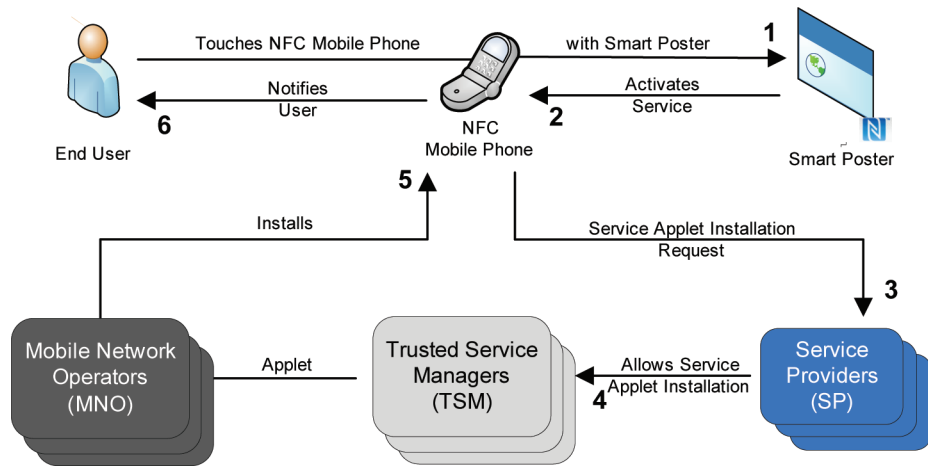 Touches NFC Mobile Phone
with Smart Poster
1
Notifies
User
6
Activates
Service
2
End User
NFC
Mobile Phone
Smart Poster
5
Installs
Service Applet Installation
Request
3
Mobile Network
Operators
(MNO)
Applet
Trusted Service
Managers
(TSM)
Allows Service
Applet Installation
4
Service
Providers
(SP)